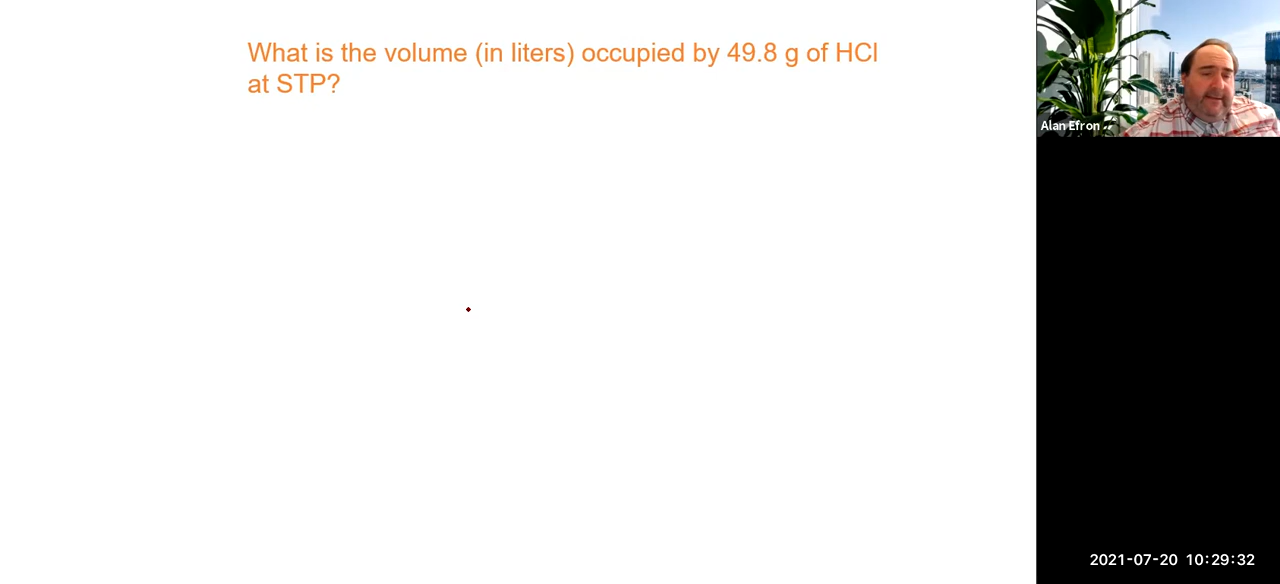 What is the volume (in liters) occupied by 49.8 g of HCl
at STP?
Alan Efron
2021-07-20 10:29:32